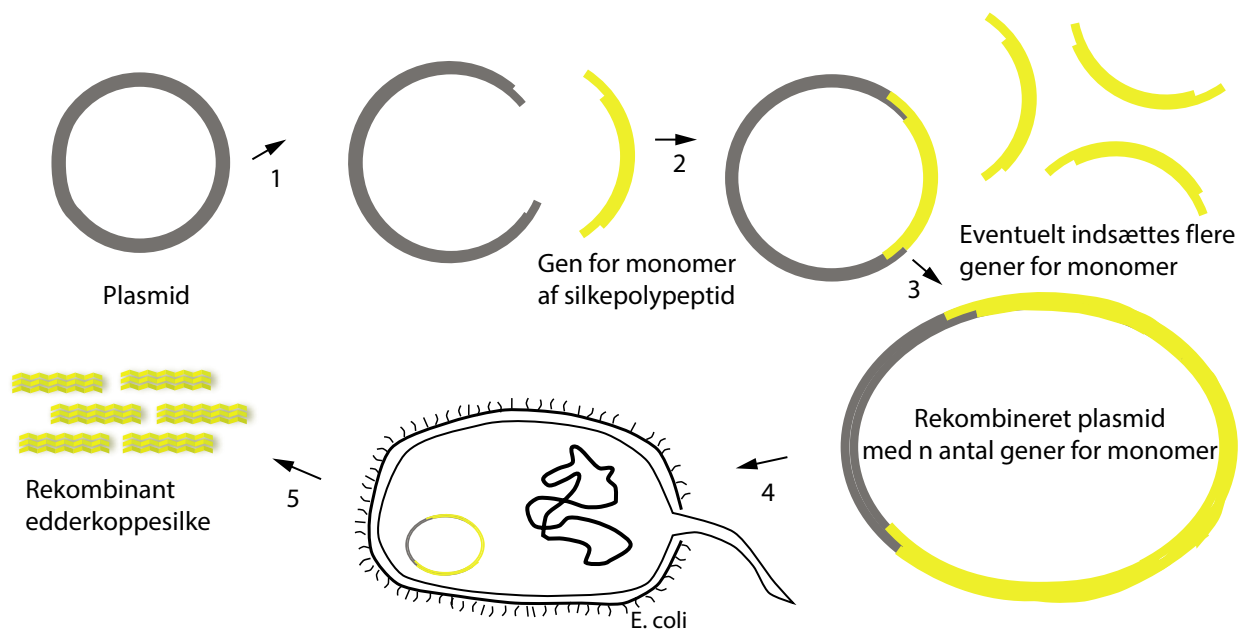 1
2
Plasmid
Gen for monomer
af silkepolypeptid
Eventuelt indsættes flere
gener for monomer
3
Rekombineret plasmid
med n antal gener for monomer
4
E. coli
5
Rekombinant
edderkoppesilke